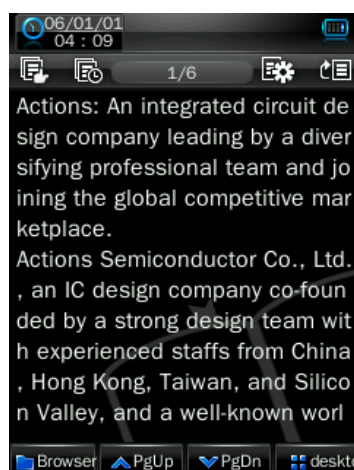 06/01/01
04 : 09
1/6
Actions: An integrated circuit de
sign company leading by a diver
sifying professional team and jo
ining the global competitive mar
ketplace.
Actions Semiconductor Co., Ltd.
, an IC design company co-foun
ded by a strong design team wit
h experienced staffs from China
, Hong Kong, Taiwan, and Silico
n Valley, and a well-known worl
Browser PgUp PgDn deskto